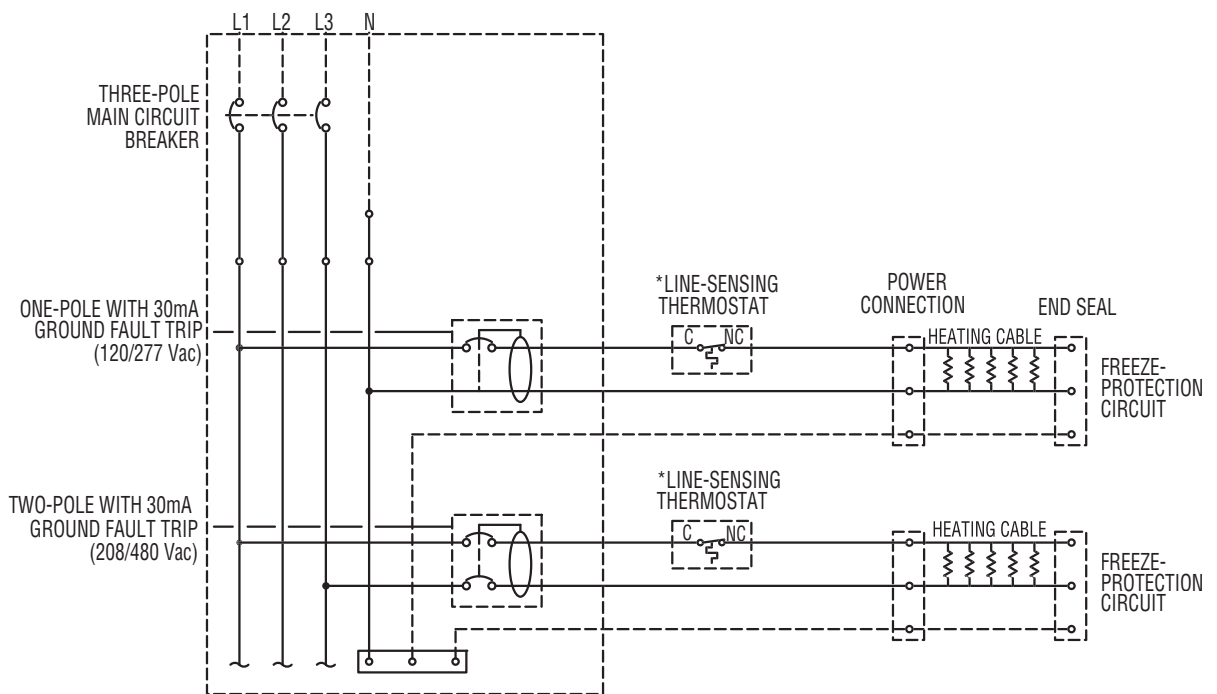 L1 L2 L3 N
THREE-POLE
MAIN CIRCUIT
BREAKER
ONE-POLE WITH 30mA
GROUND FAULT TRIP
(120/277 Vac)
*LINE-SENSING
THERMOSTAT
C NC
POWER
CONNECTION
END SEAL
HEATING CABLE
FREEZE-
PROTECTION
CIRCUIT
TWO-POLE WITH 30mA
GROUND FAULT TRIP
(208/480 Vac)
*LINE-SENSING
THERMOSTAT
C NC
HEATING CABLE
FREEZE-
PROTECTION
CIRCUIT